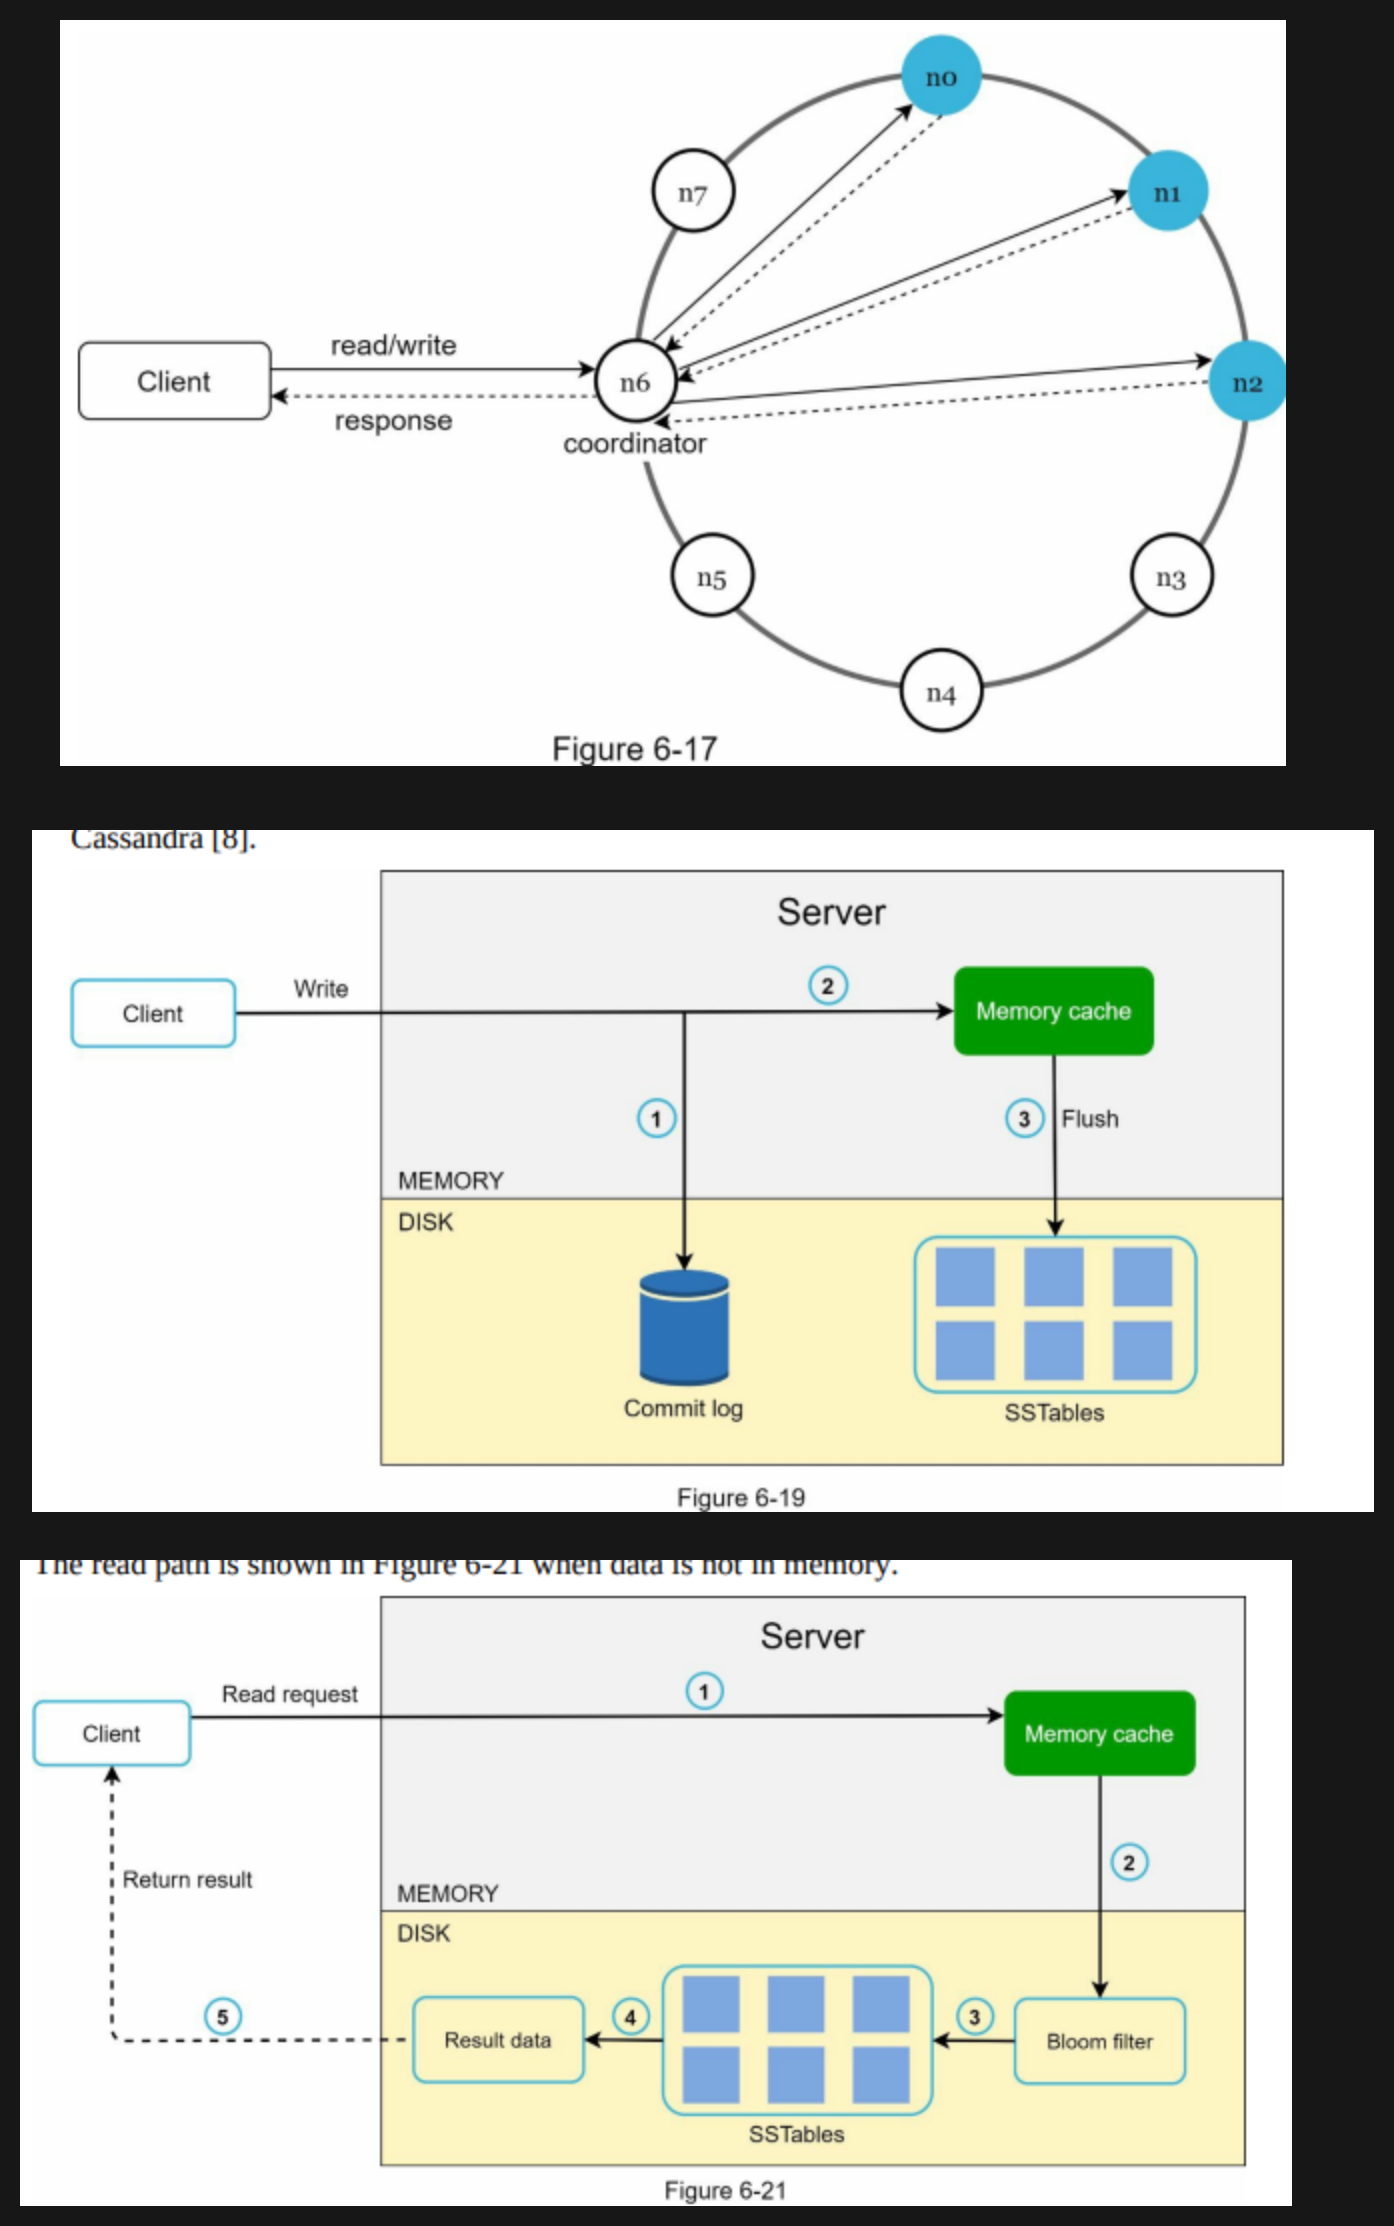 n0
n7
n1
read/write
Client
n6
n2
response
coordinator
n5
n3
n4
Figure 6-17
Cassandra [8].
Server
Write
2
Client
Memory cache
1
3
Flush
MEMORY
DISK
Commit log
SSTables
Figure 6-19
The read path is shown in Figure 6-21 when data is not in memory.
Server
Read request
1
Client
Memory cache
2
Return result
MEMORY
DISK
5
4
3
Result data
Bloom filter
SSTables
Figure 6-21